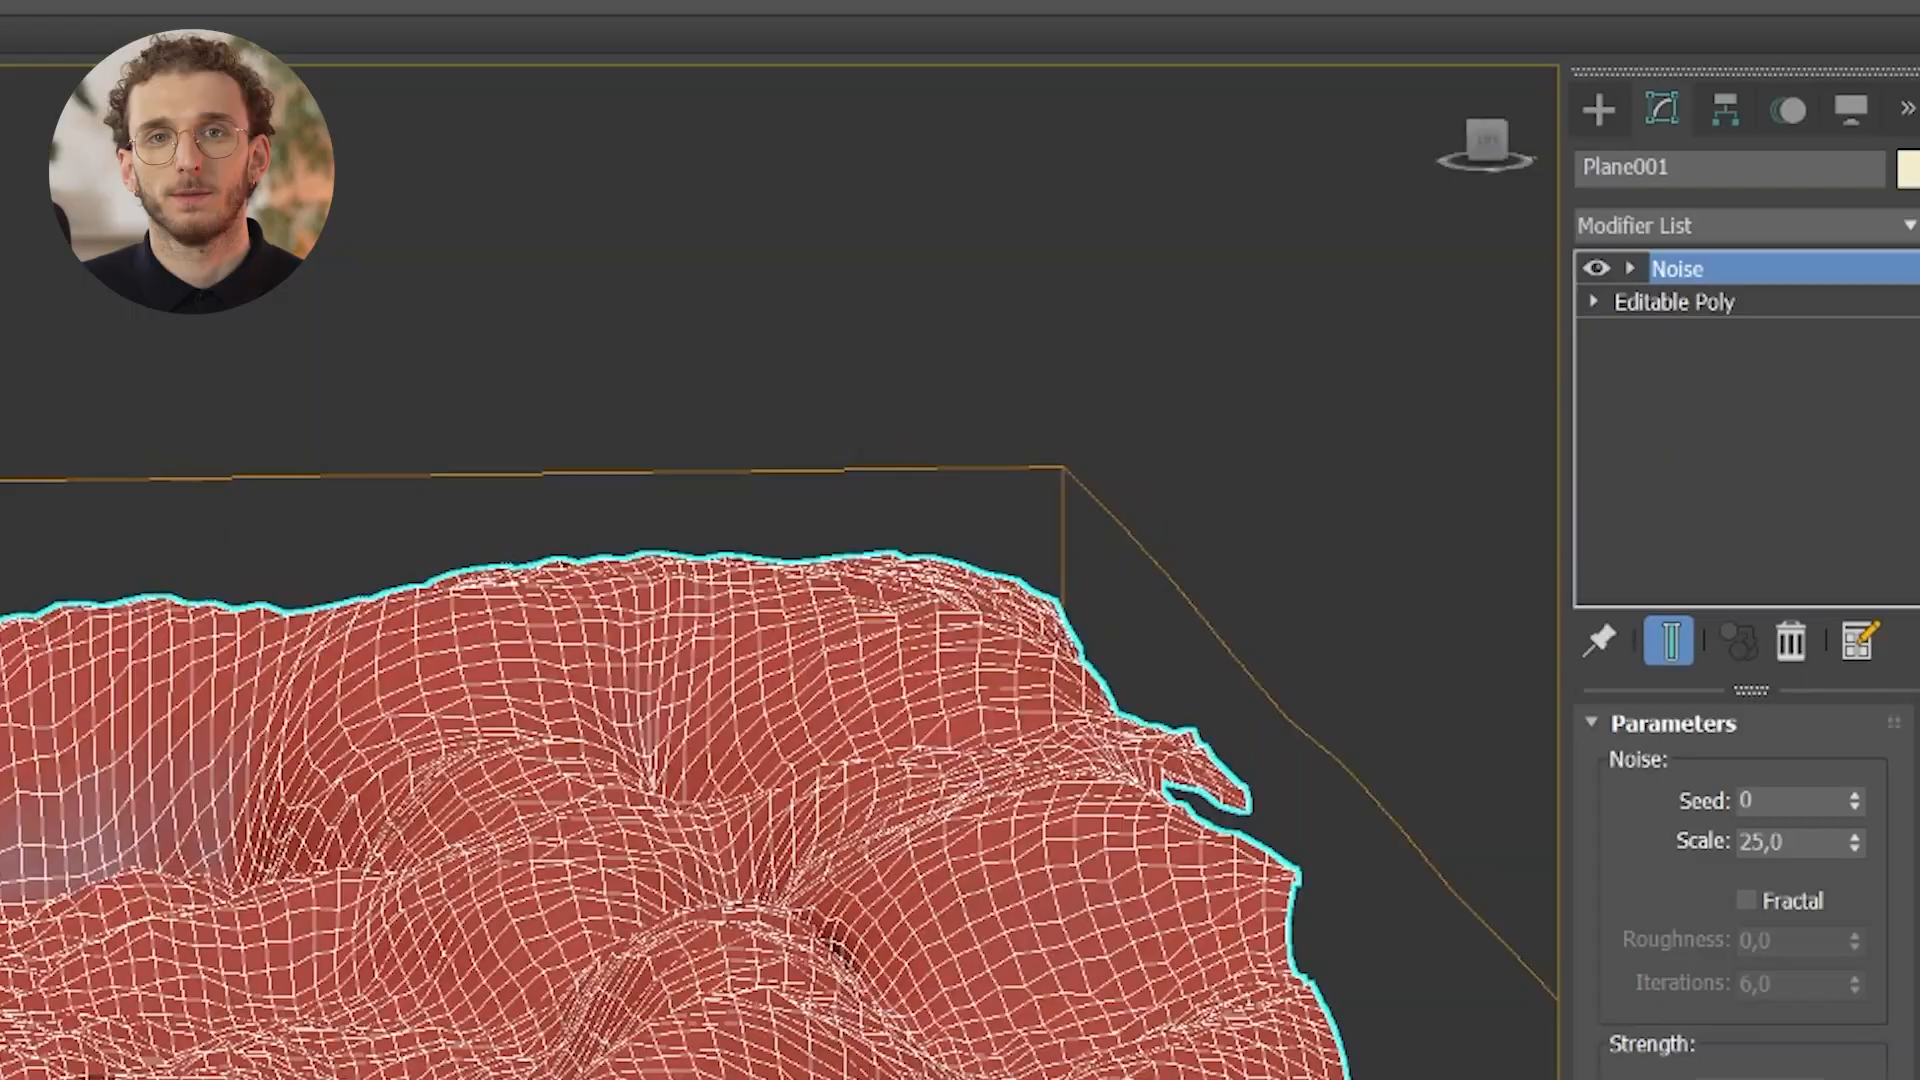 Plane001
Modifier List
Noise
Editable Poly
Parameters
Noise:
Seed: 0
Scale: 25,0
Fractal
Roughness: 0,0
Iterations: 6,0
Strength: